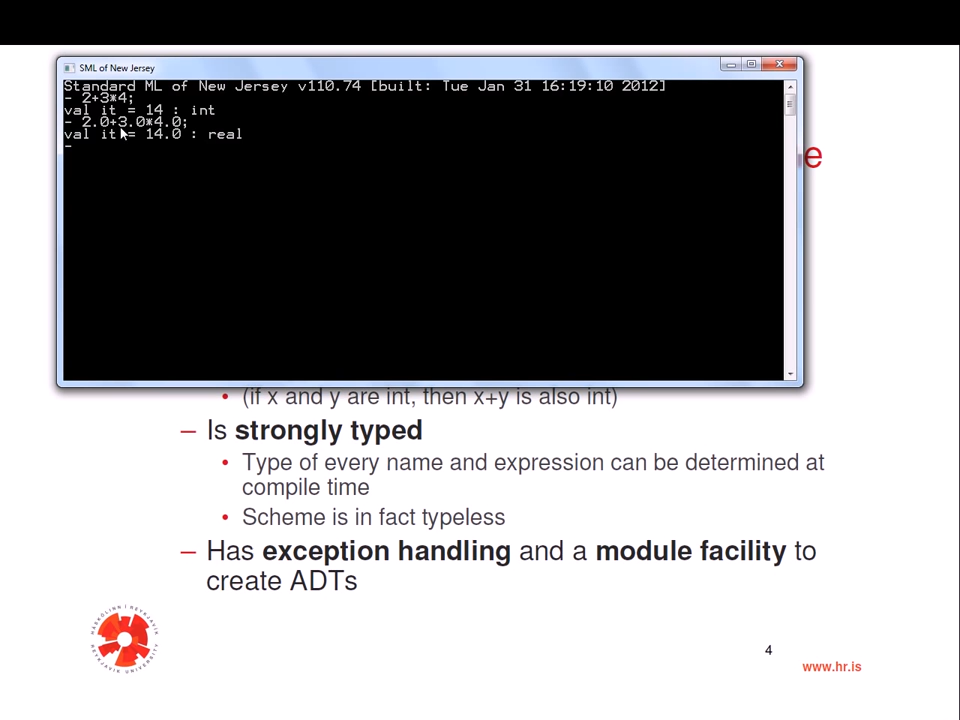 SML of New Jersey
Standard ML of New Jersey v110.74 [built: Tue Jan 31 16:19:10 2012]
- 2+3*4;
val it = 14 : int
- 2.0+3.0*4.0;
val it = 14.0 : real
-
e
• (if x and y are int, then x+y is also int)
– Is strongly typed
• Type of every name and expression can be determined at
compile time
• Scheme is in fact typeless
– Has exception handling and a module facility to
create ADTs
HÁSKÓLINN Í REYKJAVÍK
REYKJAVIK UNIVERSITY
4
www.hr.is